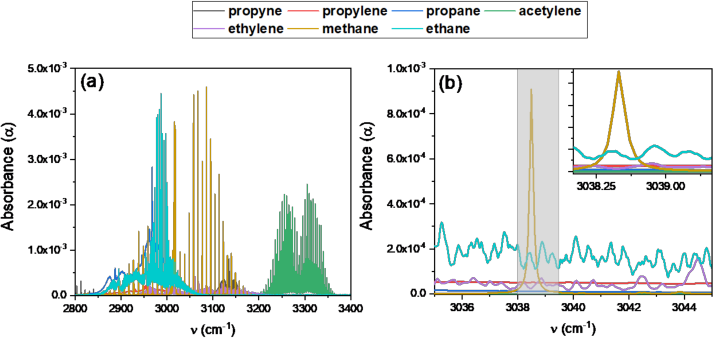 propyne propylene propane acetylene
ethylene methane ethane
(a)
5.0x10⁻³
4.5x10⁻³
3.0x10⁻³
2.0x10⁻³
1.0x10⁻³
0.0
Absorbance (α)
2800 2900 3000 3100 3200 3300 3400
ν (cm⁻¹)
(b)
1.0x10⁻³
8.0x10⁻⁴
6.0x10⁻⁴
4.0x10⁻⁴
2.0x10⁻⁴
0.0
Absorbance (α)
3036 3038 3040 3042 3044
ν (cm⁻¹)
3038.25 3039.00